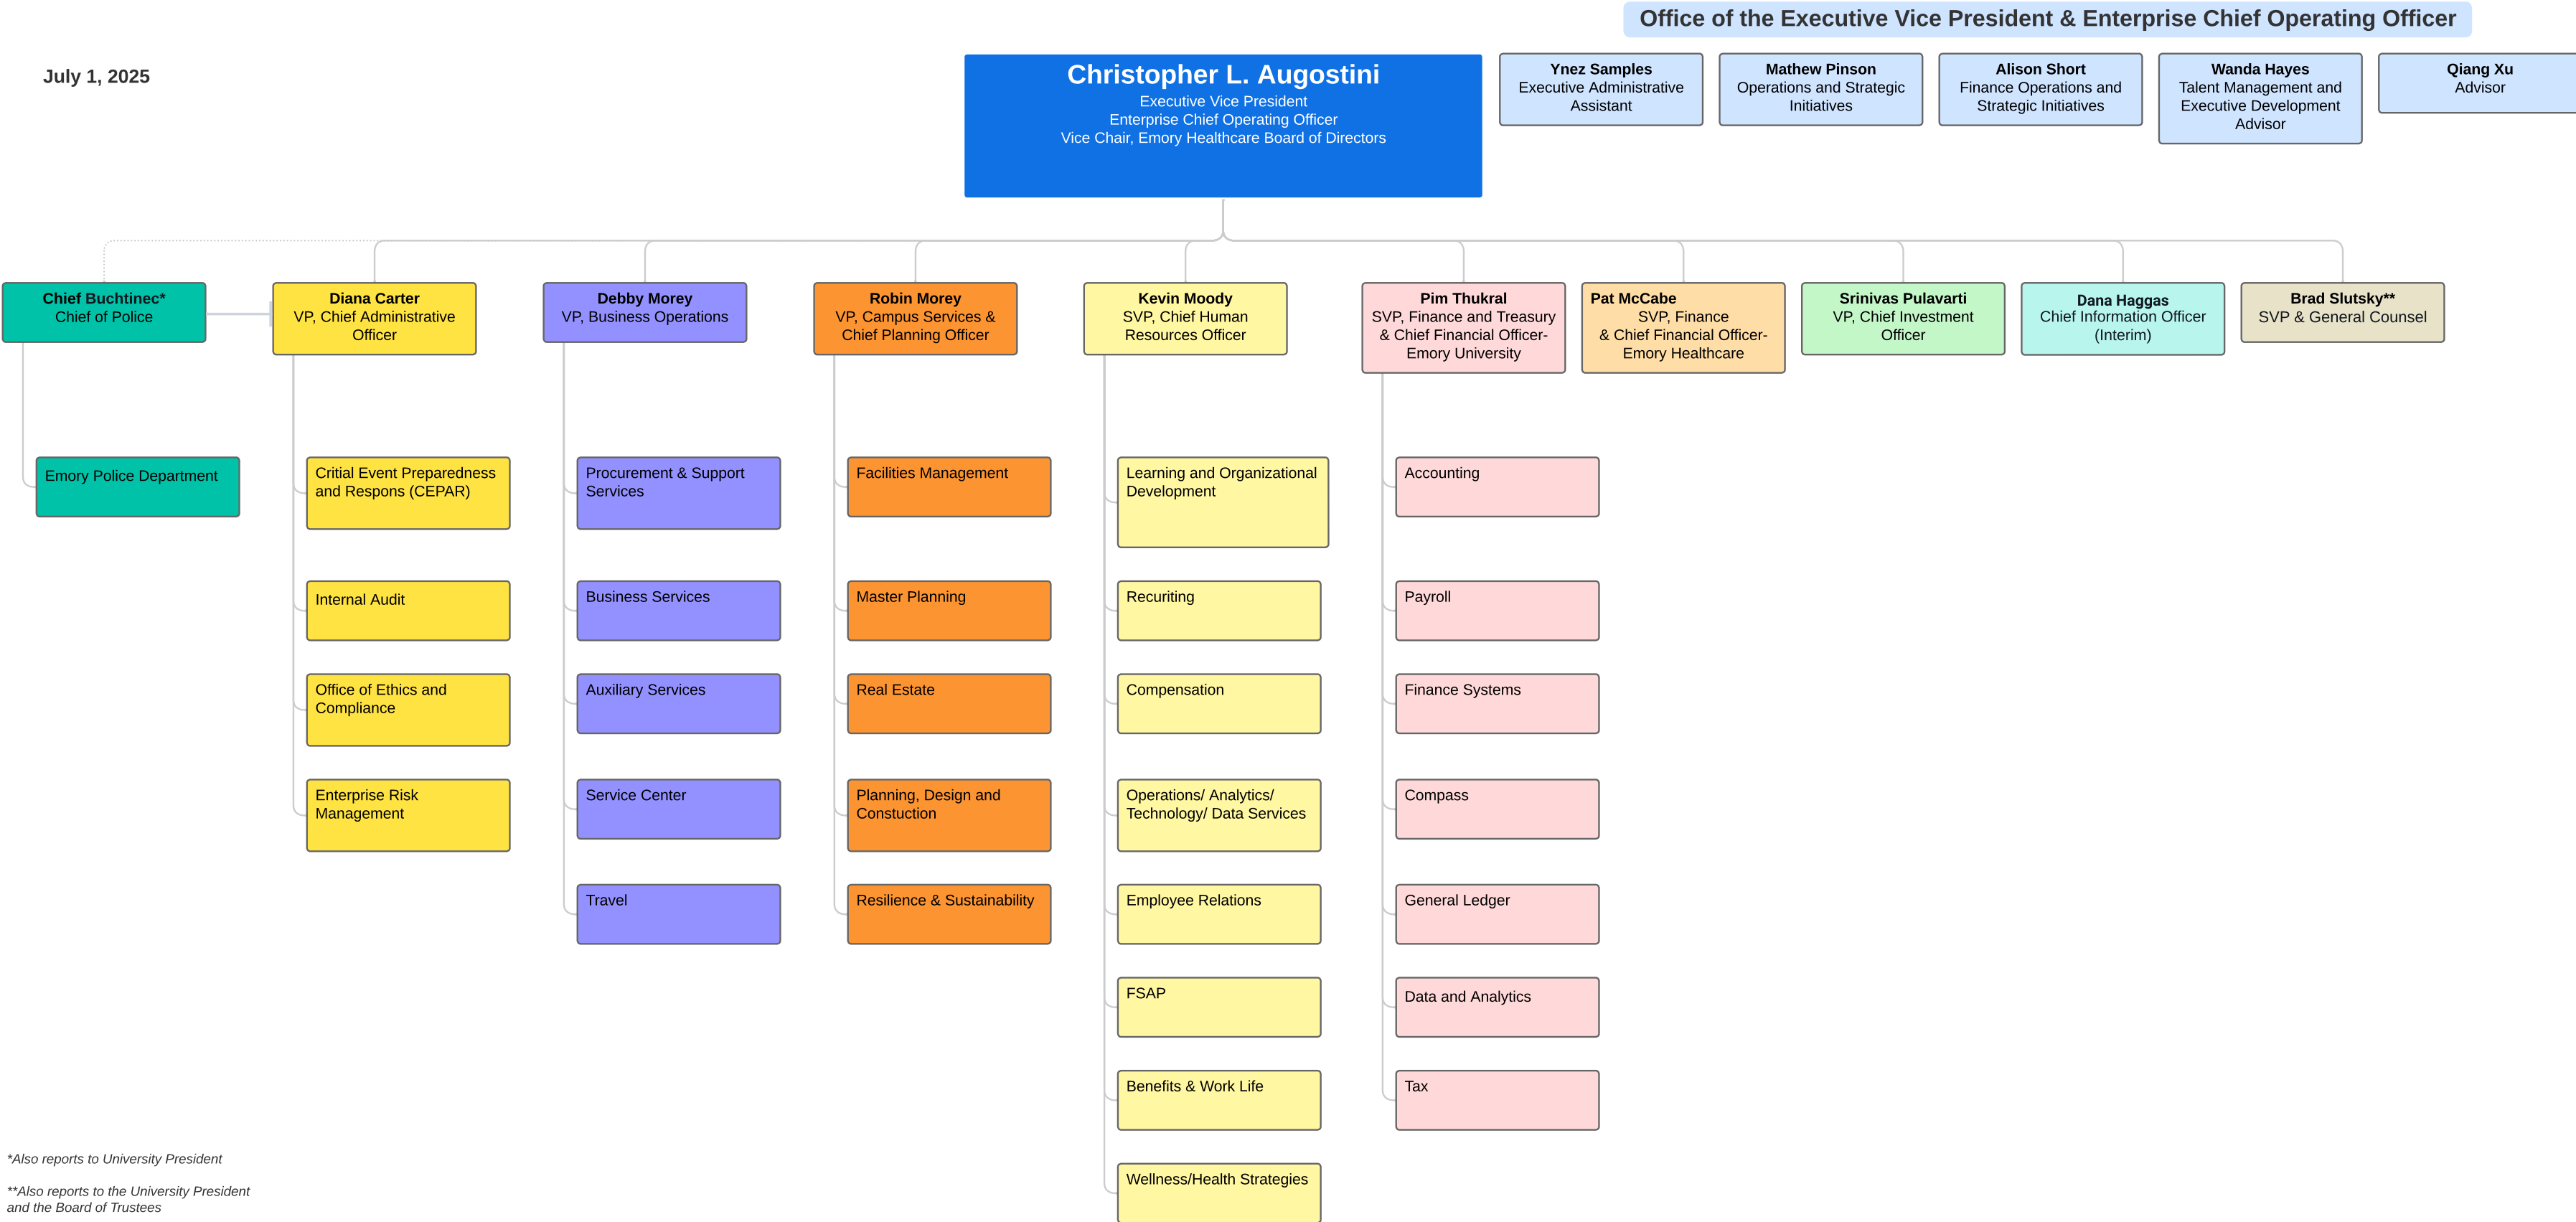 Office of the Executive Vice President & Enterprise Chief Operating Officer
July 1, 2025
Christopher L. Augostini
Executive Vice President
Enterprise Chief Operating Officer
Vice Chair, Emory Healthcare Board of Directors
Ynez Samples
Executive Administrative
Assistant
Mathew Pinson
Operations and Strategic
Initiatives
Alison Short
Finance Operations and
Strategic Initiatives
Wanda Hayes
Talent Management and
Executive Development
Advisor
Qiang Xu
Advisor
Chief Buchtinec*
Chief of Police
Diana Carter
VP, Chief Administrative
Officer
Debby Morey
VP, Business Operations
Robin Morey
VP, Campus Services &
Chief Planning Officer
Kevin Moody
SVP, Chief Human
Resources Officer
Pim Thukral
SVP, Finance and Treasury
& Chief Financial Officer-
Emory University
Pat McCabe
SVP, Finance
& Chief Financial Officer-
Emory Healthcare
Srinivas Pulavarti
VP, Chief Investment
Officer
Dana Haggas
Chief Information Officer
(Interim)
Brad Slutsky**
SVP & General Counsel
Emory Police Department
Critial Event Preparedness
and Respons (CEPAR)
Internal Audit
Office of Ethics and
Compliance
Enterprise Risk
Management
Procurement & Support
Services
Business Services
Auxiliary Services
Service Center
Travel
Facilities Management
Master Planning
Real Estate
Planning, Design and
Constuction
Resilience & Sustainability
Learning and Organizational
Development
Recuriting
Compensation
Operations/ Analytics/
Technology/ Data Services
Employee Relations
FSAP
Benefits & Work Life
Wellness/Health Strategies
Accounting
Payroll
Finance Systems
Compass
General Ledger
Data and Analytics
Tax
*Also reports to University President
**Also reports to the University President
and the Board of Trustees